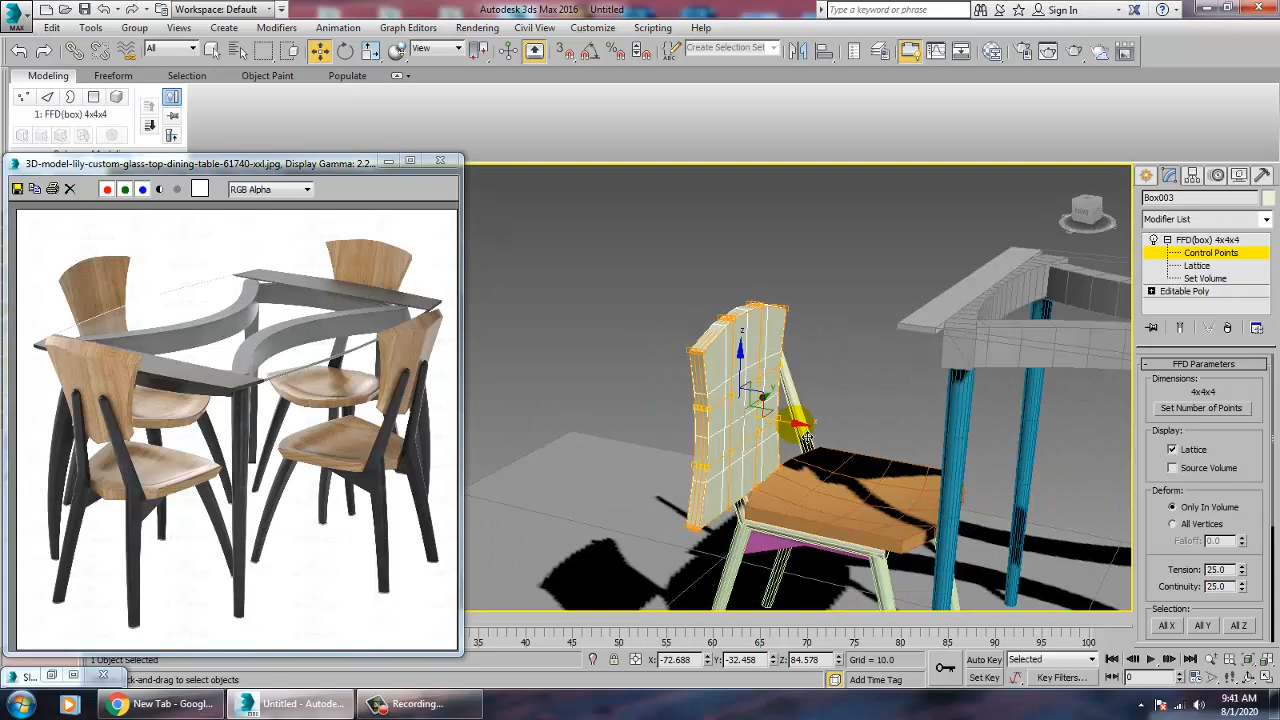 MAX
Workspace: Default
Autodesk 3ds Max 2016 - Untitled
Type a keyword or phrase
Sign In
Edit Tools Group Views Create Modifiers Animation Graph Editors Rendering Civil View Customize Scripting Help
All
View
Create Selection Set
Modeling Freeform Selection Object Paint Populate
1: FFD(box) 4x4x4
3D-model-lily-custom-glass-top-dining-table-61740-xxl.jpg, Display Gamma: 2.2...
RGB Alpha
z
Box003
Modifier List
FFD(box) 4x4x4
Control Points
Lattice
Set Volume
Editable Poly
FFD Parameters
Dimensions:
4x4x4
Set Number of Points
Display:
Lattice
Source Volume
Deform:
Only In Volume
All Vertices
Falloff: 0.0
Tension: 25.0
Continuity: 25.0
Selection:
All X All Y All Z
35 40 45 50 55 60 65 70 75 80 85 90 95 100
1 Object Selected
X: -72.688 Y: -32.458 Z: 84.578 Grid = 10.0
Auto Key Selected
ck-and-drag to select objects
Add Time Tag
Set Key Key Filters...
0
New Tab - Googl...
Untitled - Autode...
Recording...
9:41 AM
8/1/2020